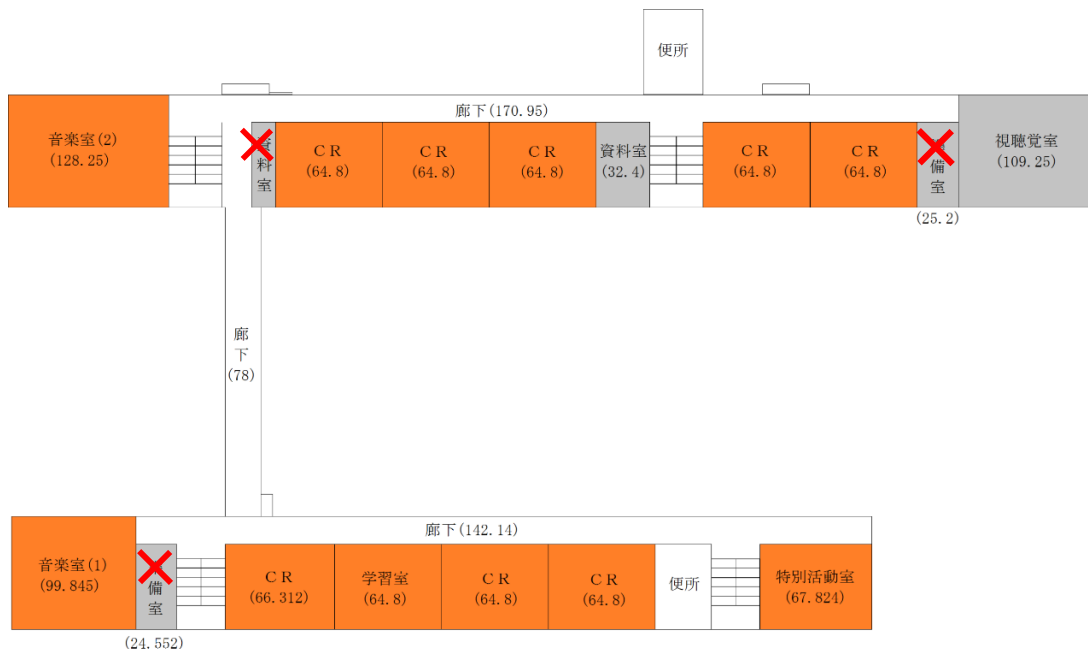 便所
廊下(170.95)
音楽室(2)
(128.25)
資料室
ＣＲ
(64.8)
ＣＲ
(64.8)
ＣＲ
(64.8)
資料室
(32.4)
ＣＲ
(64.8)
ＣＲ
(64.8)
備室
(25.2)
視聴覚室
(109.25)
廊下
(78)
廊下(142.14)
音楽室(1)
(99.845)
備室
(24.552)
ＣＲ
(66.312)
学習室
(64.8)
ＣＲ
(64.8)
ＣＲ
(64.8)
便所
特別活動室
(67.824)